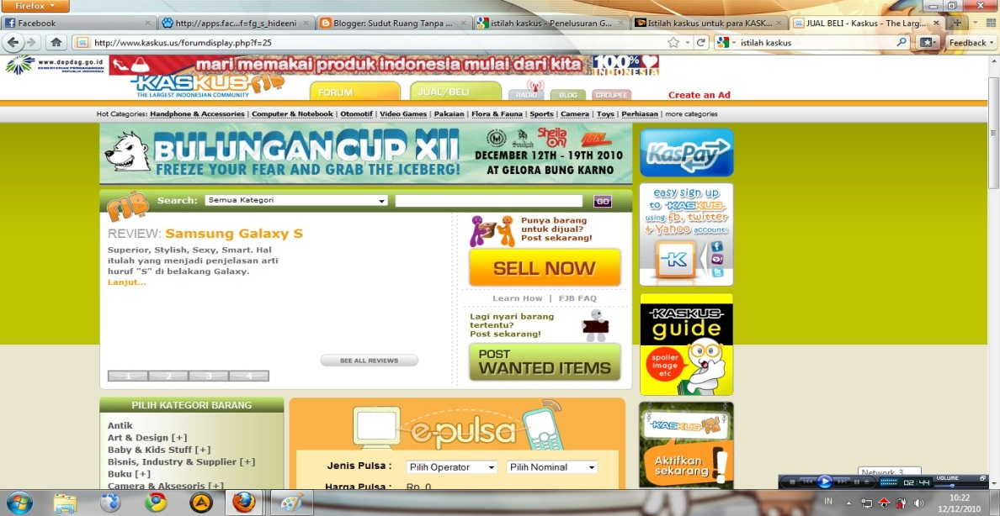 Firefox
Facebook
http://apps.fac...f=fg_s_hideeni
Blogger: Sudut Ruang Tanpa ...
istilah kaskus - Penelusuran G...
Istilah kaskus untuk para KASK...
JUAL BELI - Kaskus - The Larg...
http://www.kaskus.us/forumdisplay.php?f=25
istilah kaskus
Feedback
www.depdag.go.id
mari memakai produk indonesia mulai dari kita
100% INDONESIA
KASKUS FJB
THE LARGEST INDONESIAN COMMUNITY
FORUM
JUAL/BELI
RADIO
BLOG
GROUPEE
Create an Ad
Hot Categories: Handphone & Accessories | Computer & Notebook | Otomotif | Video Games | Pakaian | Flora & Fauna | Sports | Camera | Toys | Perhiasan | more categories
BULUNGAN CUP XII
FREEZE YOUR FEAR AND GRAB THE ICEBERG!
Souljah
Sheila On7
DECEMBER 12TH - 19TH 2010
AT GELORA BUNG KARNO
KasPay
FJB
Search:
Semua Kategori
GO
easy sign up
to KASKUS
using fb, twitter
& Yahoo account!
REVIEW: Samsung Galaxy S
Superior, Stylish, Sexy, Smart. Hal
itulah yang menjadi penjelasan arti
huruf "S" di belakang Galaxy.
Lanjut...
SEE ALL REVIEWS
1 2 3 4
Punya barang
untuk dijual?
Post sekarang!
SELL NOW
Learn How | FJB FAQ
Lagi nyari barang
tertentu?
Post sekarang!
POST
WANTED ITEMS
KASKUS
guide
spoiler
image
etc
PILIH KATEGORI BARANG
Antik
Art & Design [+]
Baby & Kids Stuff [+]
Bisnis, Industry & Supplier [+]
Buku [+]
Camera & Aksesoris [+]
e-pulsa
Jenis Pulsa :
Pilih Operator
Pilih Nominal
Harga Pulsa :
Rp. 0
KASKUS
Aktifkan
sekarang!
Network 3
02:44
VOLUME
IN
10:22
12/12/2010